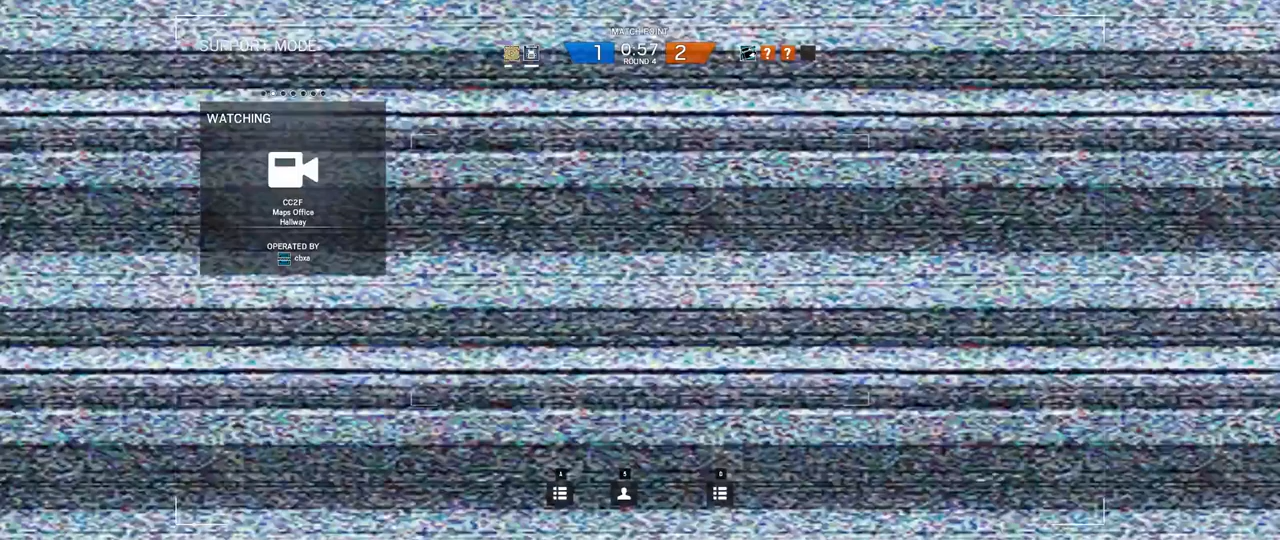 SUPPORT MODE
MATCH POINT
1 0:57 2
ROUND 4
? ?
WATCHING
CC2F
Maps Office
Hallway
OPERATED BY
cbxa
A S D